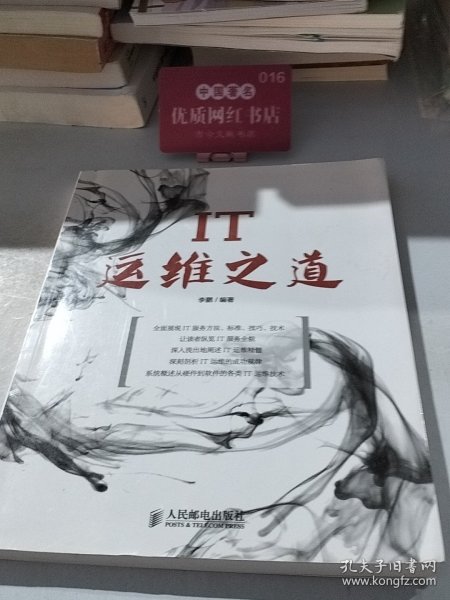 016
中国著名
优质网红书店
IT
运维之道
李鹏 / 编著
全面展现IT服务方法、标准、技巧、技术
让读者纵览IT服务全貌
深入浅出地阐述IT运维精髓
深刻剖析IT运维的成功规律
系统概述从硬件到软件的各类IT运维技术
人民邮电出版社
POSTS & TELECOM PRESS
孔夫子旧书网
www.kongfz.com